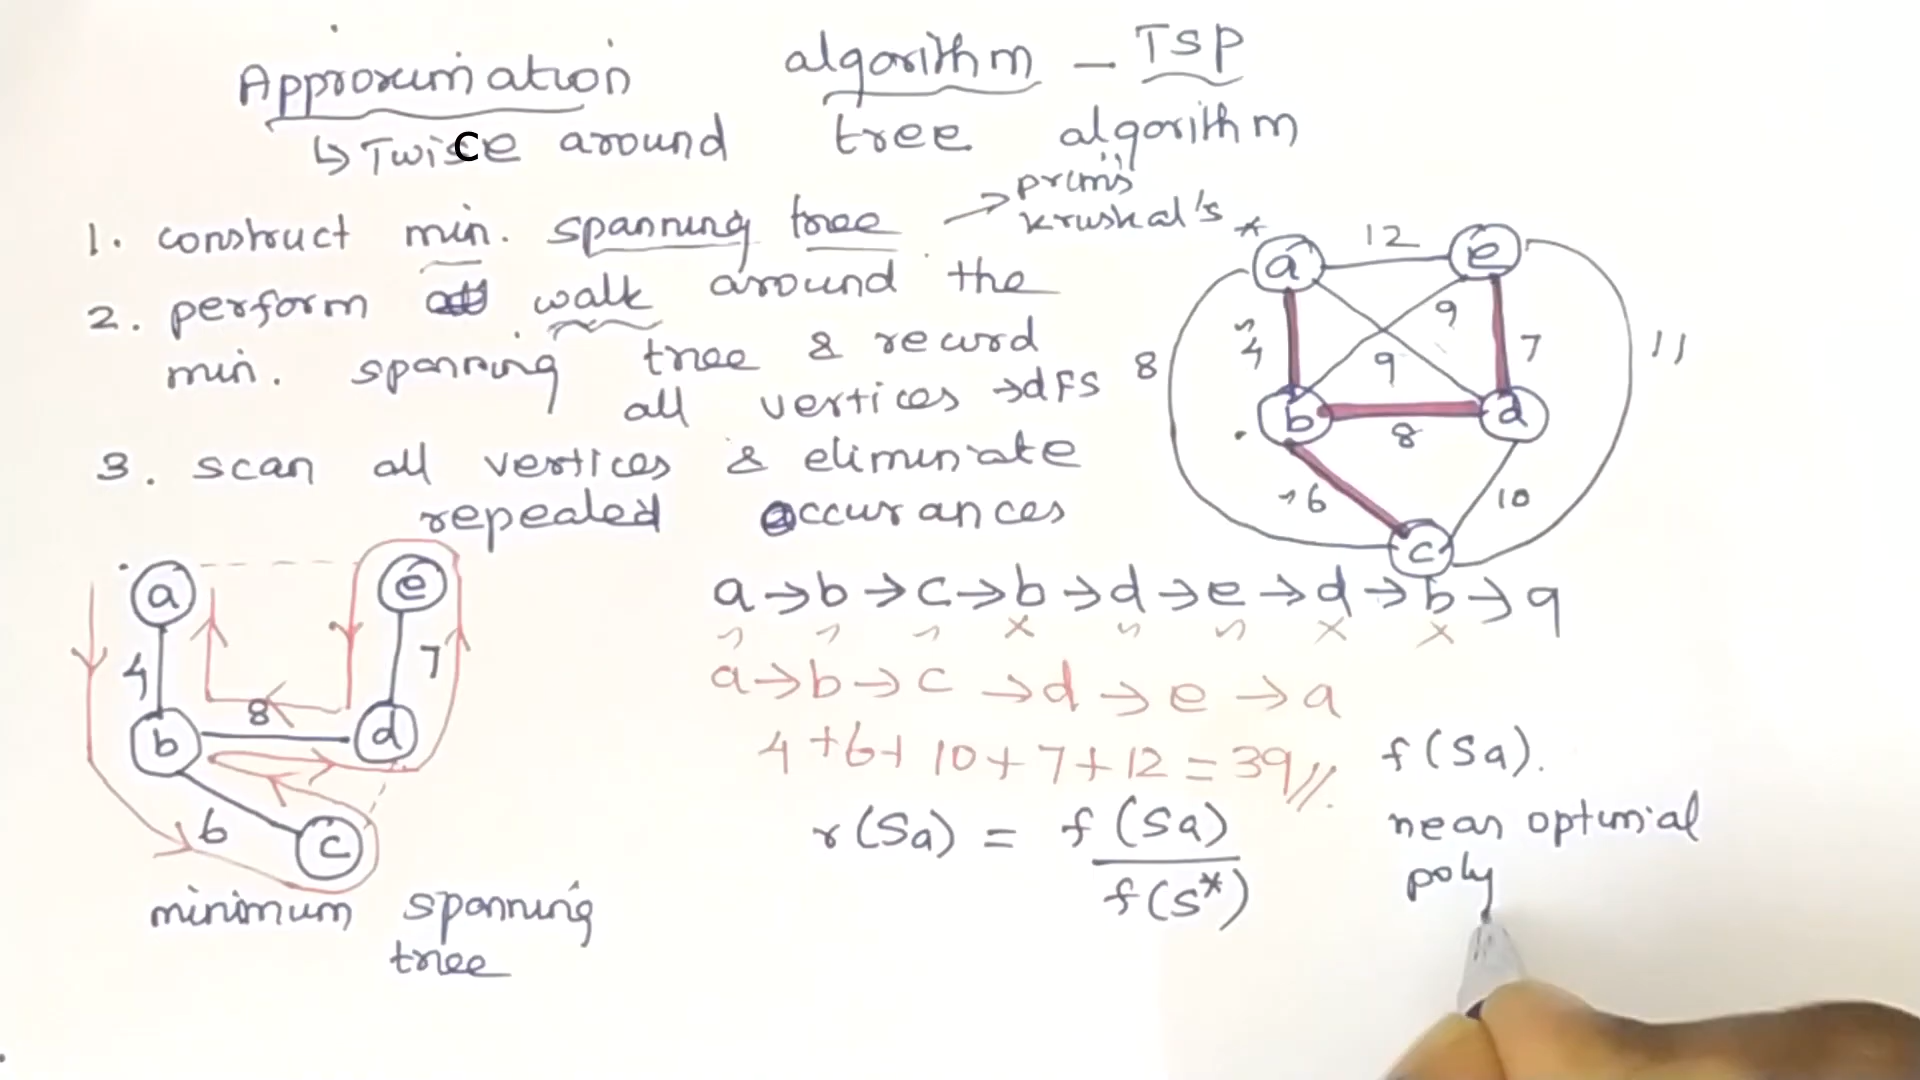 Approximation algorithm - TSP
↳ Twice around tree algorithm
1. construct min. spanning tree → prim's
kruskal's
2. perform a walk around the
min. spanning tree & record
all vertices → dFS
3. scan all vertices & eliminate
repeated occurances
* a 12 e
4 9 7
8 9 11
b 8 d
6 10
c
a e
4 7
8
b d
6
c
minimum spanning
tree
a → b → c → b → d → e → d → b → a
a → b → c → d → e → a
4 + 6 + 10 + 7 + 12 = 39 // f(Sa).
r(Sa) = f(Sa)
f(S*)
near optimal
poly